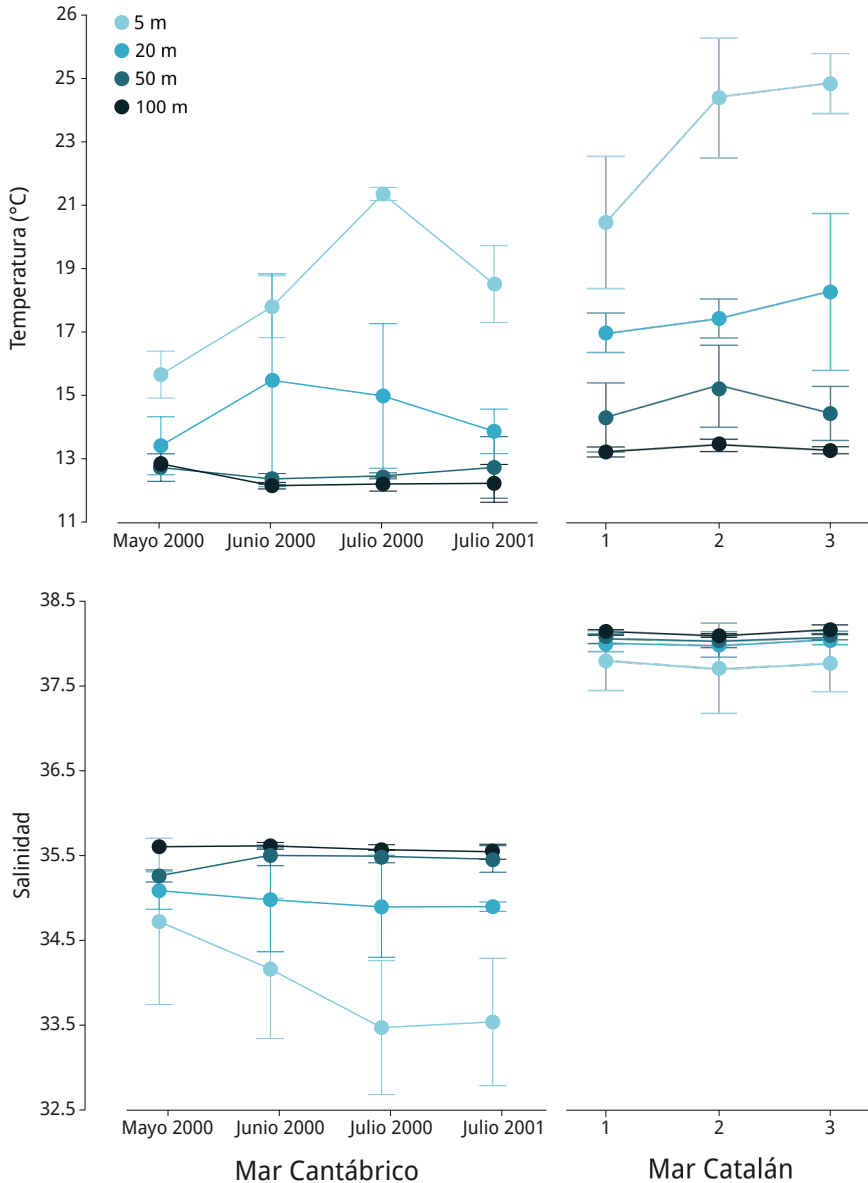 26
25
23
21
19
17
15
13
11
Temperatura (°C)
5 m
20 m
50 m
100 m
Mayo 2000 Junio 2000 Julio 2000 Julio 2001
1 2 3
38.5
37.5
36.5
35.5
34.5
33.5
32.5
Salinidad
Mayo 2000 Junio 2000 Julio 2000 Julio 2001
1 2 3
Mar Cantábrico
Mar Catalán